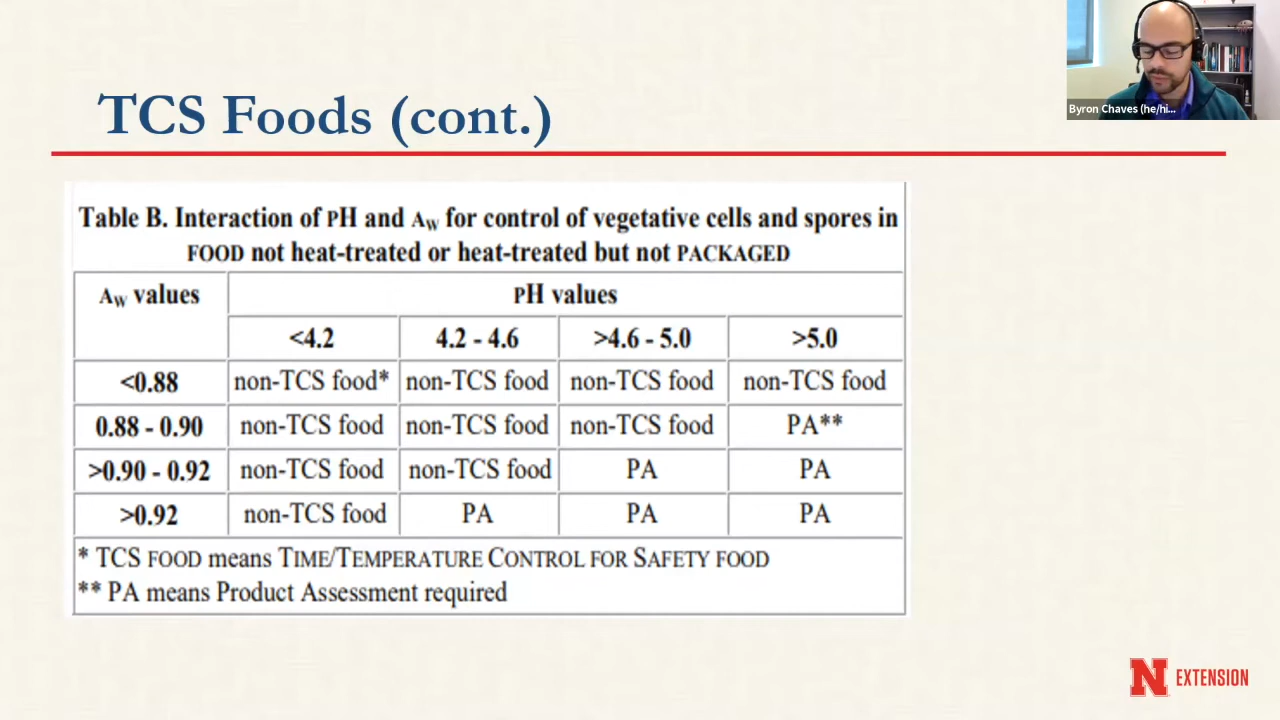 TCS Foods (cont.)
Byron Chaves (he/hi...
Table B. Interaction of PH and AW for control of vegetative cells and spores in
FOOD not heat-treated or heat-treated but not PACKAGED
AW values
PH values
<4.2 4.2 - 4.6 >4.6 - 5.0 >5.0
<0.88 non-TCS food* non-TCS food non-TCS food non-TCS food
0.88 - 0.90 non-TCS food non-TCS food non-TCS food PA**
>0.90 - 0.92 non-TCS food non-TCS food PA PA
>0.92 non-TCS food PA PA PA
* TCS FOOD means TIME/TEMPERATURE CONTROL FOR SAFETY FOOD
** PA means Product Assessment required
N EXTENSION